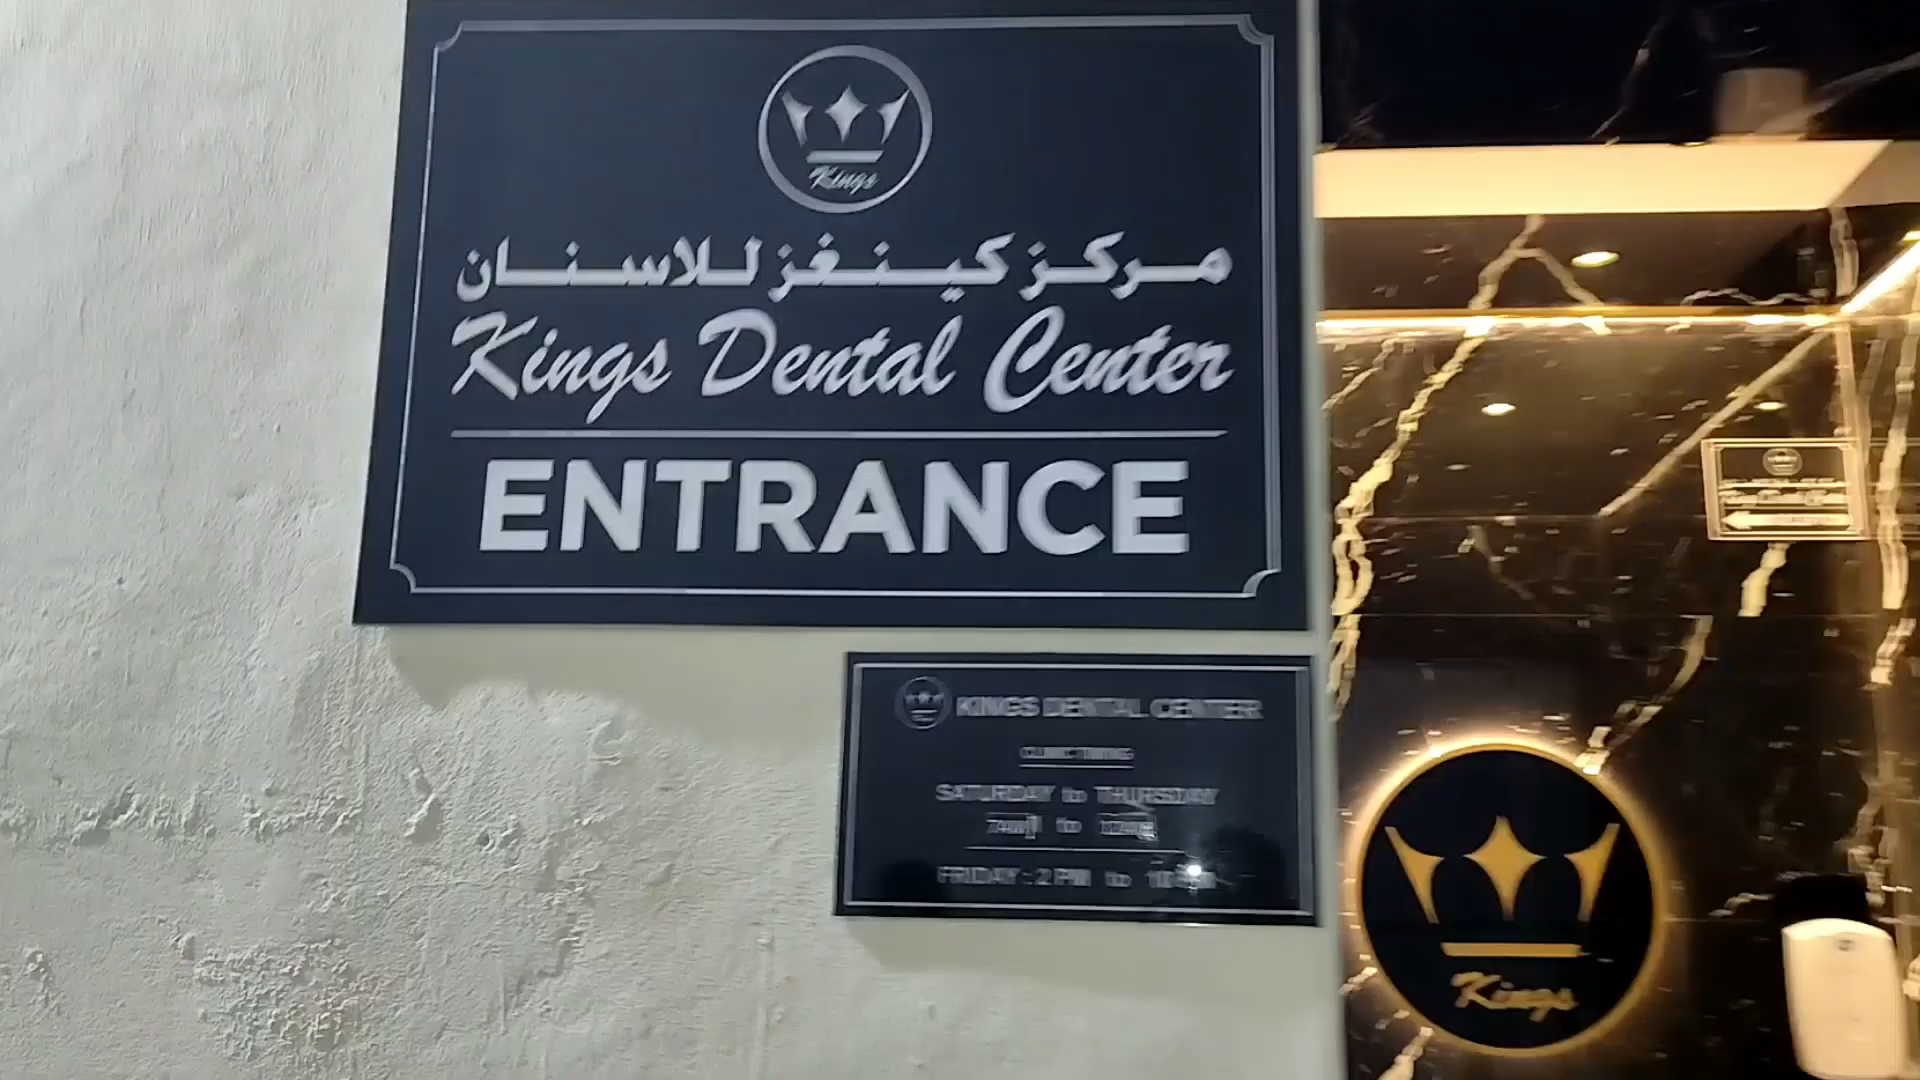 Kings
مركز كينغز للاسنان
Kings Dental Center
ENTRANCE
KINGS DENTAL CENTER
SATURDAY to THURSDAY
to
FRIDAY : 2 PM to
Kings